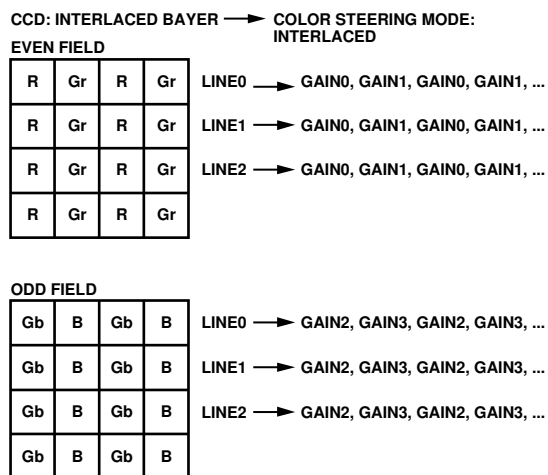 CCD: INTERLACED BAYER COLOR STEERING MODE:
INTERLACED
EVEN FIELD
R Gr R Gr LINE0 GAIN0, GAIN1, GAIN0, GAIN1, ...
R Gr R Gr LINE1 GAIN0, GAIN1, GAIN0, GAIN1, ...
R Gr R Gr LINE2 GAIN0, GAIN1, GAIN0, GAIN1, ...
R Gr R Gr
ODD FIELD
Gb B Gb B LINE0 GAIN2, GAIN3, GAIN2, GAIN3, ...
Gb B Gb B LINE1 GAIN2, GAIN3, GAIN2, GAIN3, ...
Gb B Gb B LINE2 GAIN2, GAIN3, GAIN2, GAIN3, ...
Gb B Gb B